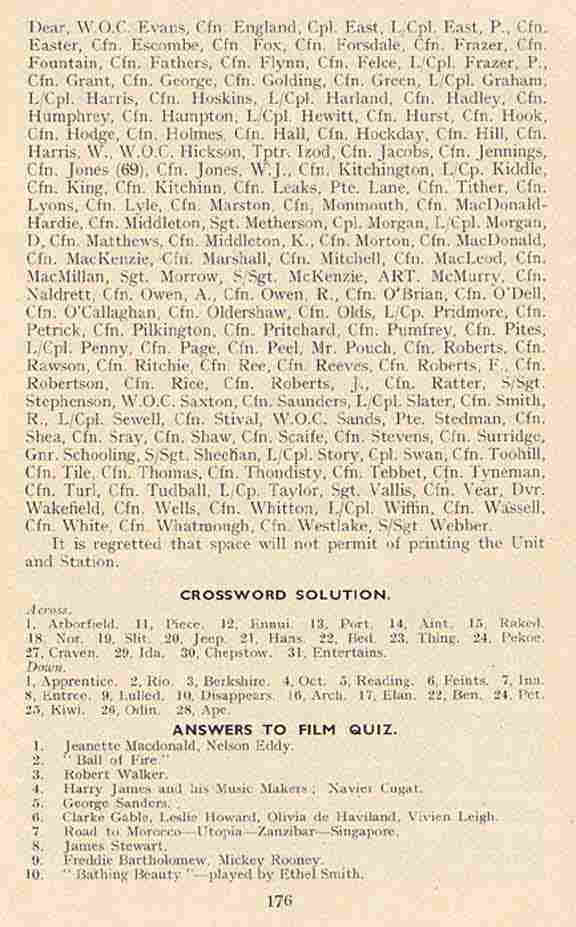 Dear, W.O.C. Evans, Cfn. England, Cpl. East, L/Cpl. East, P., Cfn.
Easter, Cfn. Escombe, Cfn. Fox, Cfn. Forsdale, Cfn. Frazer, Cfn.
Fountain, Cfn. Fathers, Cfn. Flynn, Cfn. Felce, L/Cpl. Frazer, P.,
Cfn. Grant, Cfn. George, Cfn. Golding, Cfn. Green, L/Cpl. Graham,
L/Cpl. Harris, Cfn. Hoskins, L/Cpl. Harland, Cfn. Hadley, Cfn.
Humphrey, Cfn. Hampton, L/Cpl. Hewitt, Cfn. Hurst, Cfn. Hook,
Cfn. Hodge, Cfn. Holmes, Cfn. Hall, Cfn. Hockday, Cfn. Hill, Cfn.
Harris, W., W.O.C. Hickson, Tptr. Izod, Cfn. Jacobs, Cfn. Jennings,
Cfn. Jones (69), Cfn. Jones, W.J., Cfn. Kitchington, L/Cp. Kiddle,
Cfn. King, Cfn. Kitchinn, Cfn. Leaks, Pte. Lane, Cfn. Tither, Cfn.
Lyons, Cfn. Lyle, Cfn. Marston, Cfn. Monmouth, Cfn. MacDonald-
Hardie, Cfn. Middleton, Sgt. Metherson, Cpl. Morgan, L/Cpl. Morgan,
D, Cfn. Matthews, Cfn. Middleton, K., Cfn. Morton, Cfn. MacDonald,
Cfn. MacKenzie, Cfn. Marshall, Cfn. Mitchell, Cfn. MacLeod, Cfn.
MacMillan, Sgt. Morrow, S/Sgt. McKenzie, ART. McMurry, Cfn.
Naldrett, Cfn. Owen, A., Cfn. Owen, R., Cfn. O'Brian, Cfn. O'Dell,
Cfn. O'Callaghan, Cfn. Oldershaw, Cfn. Olds, L/Cp. Pridmore, Cfn.
Petrick, Cfn. Pilkington, Cfn. Pritchard, Cfn. Pumfrey, Cfn. Pites,
L/Cpl. Penny, Cfn. Page, Cfn. Peel, Mr. Pouch, Cfn. Roberts, Cfn.
Rawson, Cfn. Ritchie, Cfn. Ree, Cfn. Reeves, Cfn. Roberts, F., Cfn.
Robertson, Cfn. Rice, Cfn. Roberts, J., Cfn. Ratter, S/Sgt.
Stephenson, W.O.C. Saxton, Cfn. Saunders, L/Cpl. Slater, Cfn. Smith,
R., L/Cpl. Sewell, Cfn. Stival, W.O.C. Sands, Pte. Stedman, Cfn.
Shea, Cfn. Sray, Cfn. Shaw, Cfn. Scaife, Cfn. Stevens, Cfn. Surridge,
Gnr. Schooling, S/Sgt. Sheehan, L/Cpl. Story, Cpl. Swan, Cfn. Toohill,
Cfn. Tile, Cfn. Thomas, Cfn. Thondisty, Cfn. Tebbet, Cfn. Tyneman,
Cfn. Turl, Cfn. Tudball, L/Cp. Taylor, Sgt. Vallis, Cfn. Vear, Dvr.
Wakefield, Cfn. Wells, Cfn. Whitton, L/Cpl. Wiffin, Cfn. Wassell,
Cfn. White, Cfn. Whatmough, Cfn. Westlake, S/Sgt. Webber.
It is regretted that space will not permit of printing the Unit
and Station.
CROSSWORD SOLUTION.
Across.
1, Arborfield. 11, Piece. 12, Ennui. 13, Port. 14, Aint. 15, Raked.
18, Nor. 19, Slit. 20, Jeep. 21, Hans. 22, Bed. 23, Thing. 24, Pekoe.
27, Craven. 29, Ida. 30, Chepstow. 31, Entertains.
Down.
1, Apprentice. 2, Rio. 3, Berkshire. 4, Oct. 5, Reading. 6, Feints. 7, Inn.
8, Entree. 9, Lulled. 10, Disappears. 16, Arch. 17, Elan. 22, Ben. 24, Pet.
25, Kiwi. 26, Odin. 28, Ape.
ANSWERS TO FILM QUIZ.
1. Jeanette Macdonald, Nelson Eddy.
2. " Ball of Fire."
3. Robert Walker.
4. Harry James and his Music Makers ; Xavier Cugat.
5. George Sanders.
6. Clarke Gable, Leslie Howard, Olivia de Haviland, Vivien Leigh.
7. Road to Morocco—Utopia—Zanzibar—Singapore.
8. James Stewart.
9. Freddie Bartholomew, Mickey Rooney.
10. " Bathing Beauty "—played by Ethel Smith.
176